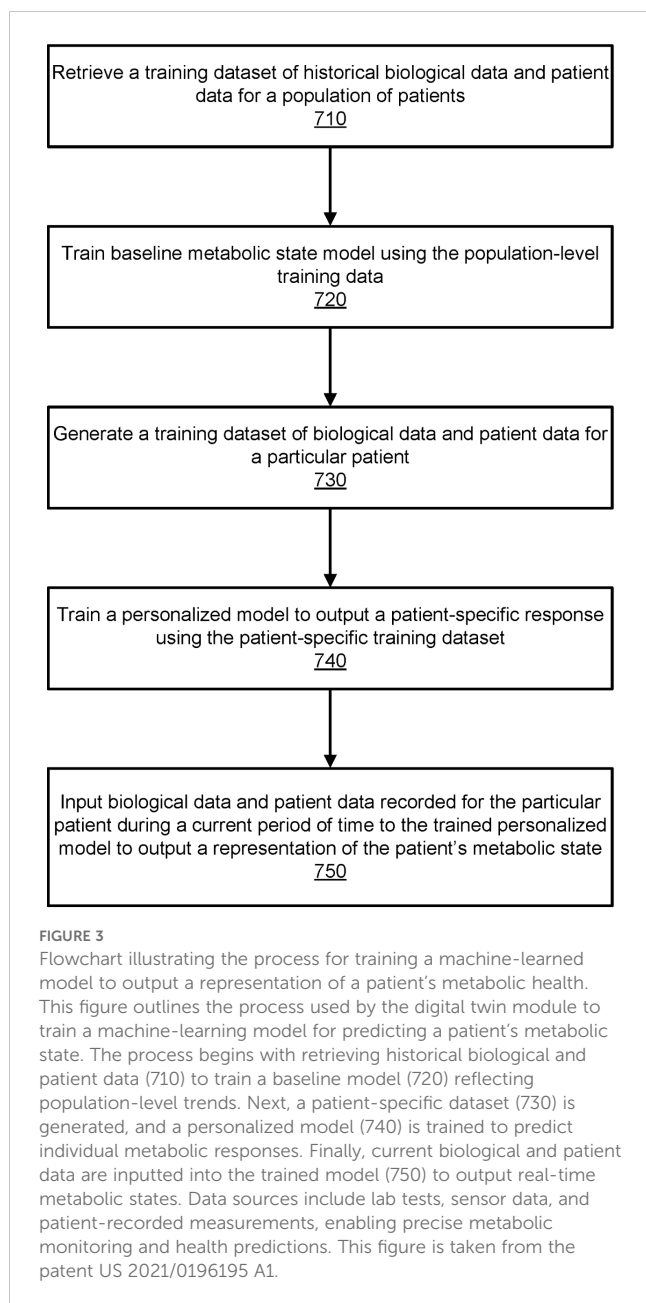 Retrieve a training dataset of historical biological data and patient
data for a population of patients
710
Train baseline metabolic state model using the population-level
training data
720
Generate a training dataset of biological data and patient data for
a particular patient
730
Train a personalized model to output a patient-specific response
using the patient-specific training dataset
740
Input biological data and patient data recorded for the particular
patient during a current period of time to the trained personalized
model to output a representation of the patient's metabolic state
750
FIGURE 3
Flowchart illustrating the process for training a machine-learned
model to output a representation of a patient's metabolic health.
This figure outlines the process used by the digital twin module to
train a machine-learning model for predicting a patient's metabolic
state. The process begins with retrieving historical biological and
patient data (710) to train a baseline model (720) reflecting
population-level trends. Next, a patient-specific dataset (730) is
generated, and a personalized model (740) is trained to predict
individual metabolic responses. Finally, current biological and patient
data are inputted into the trained model (750) to output real-time
metabolic states. Data sources include lab tests, sensor data, and
patient-recorded measurements, enabling precise metabolic
monitoring and health predictions. This figure is taken from the
patent US 2021/0196195 A1.